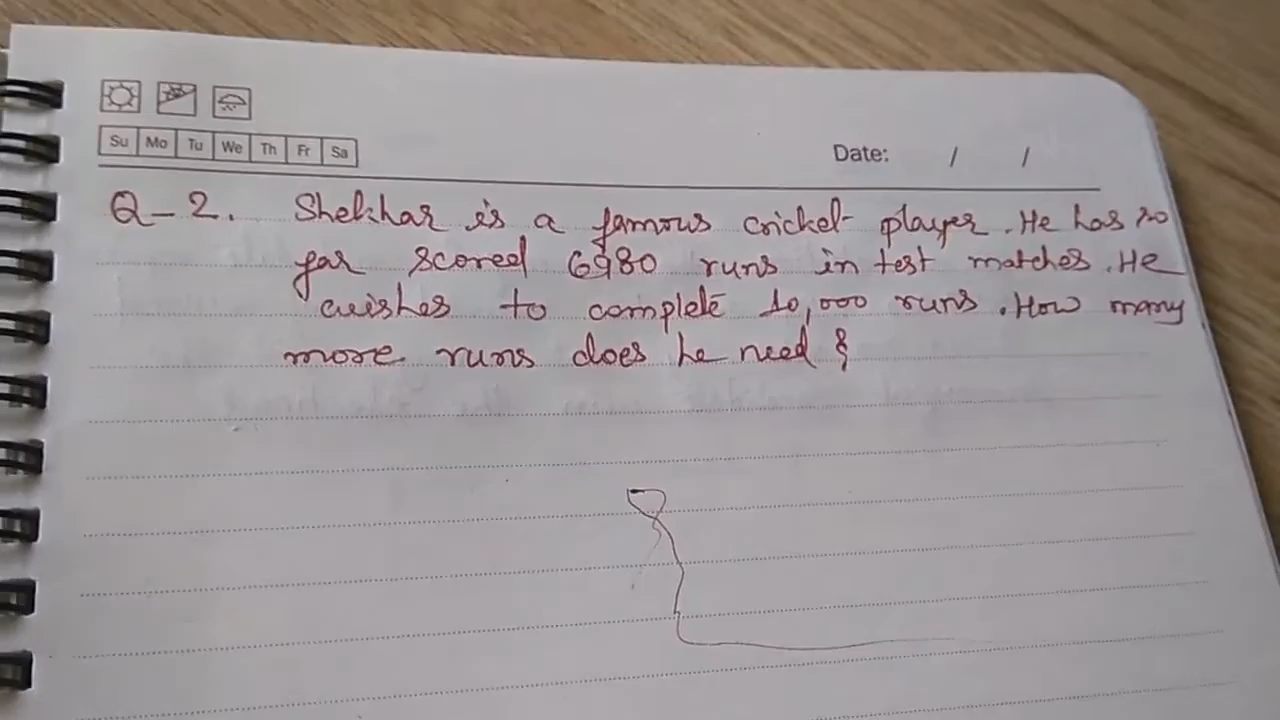 Su Mo Tu We Th Fr Sa
Date: / /
Q-2. Shekhar is a famous cricket player. He has so
far scored 6980 runs in test matches. He
wishes to complete 10,000 runs. How many
more runs does he need ?